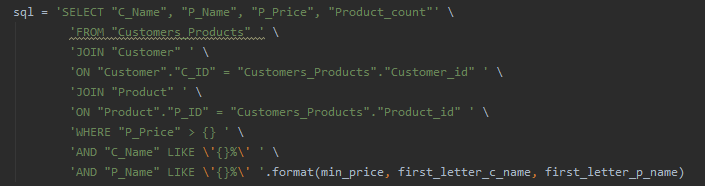 sql = 'SELECT "C_Name", "P_Name", "P_Price", "Product_count"' \
'FROM "Customers_Products" ' \
'JOIN "Customer" ' \
'ON "Customer"."C_ID" = "Customers_Products"."Customer_id" ' \
'JOIN "Product" ' \
'ON "Product"."P_ID" = "Customers_Products"."Product_id" ' \
'WHERE "P_Price" > {} ' \
'AND "C_Name" LIKE \'{}%\' ' \
'AND "P_Name" LIKE \'{}%\' '.format(min_price, first_letter_c_name, first_letter_p_name)